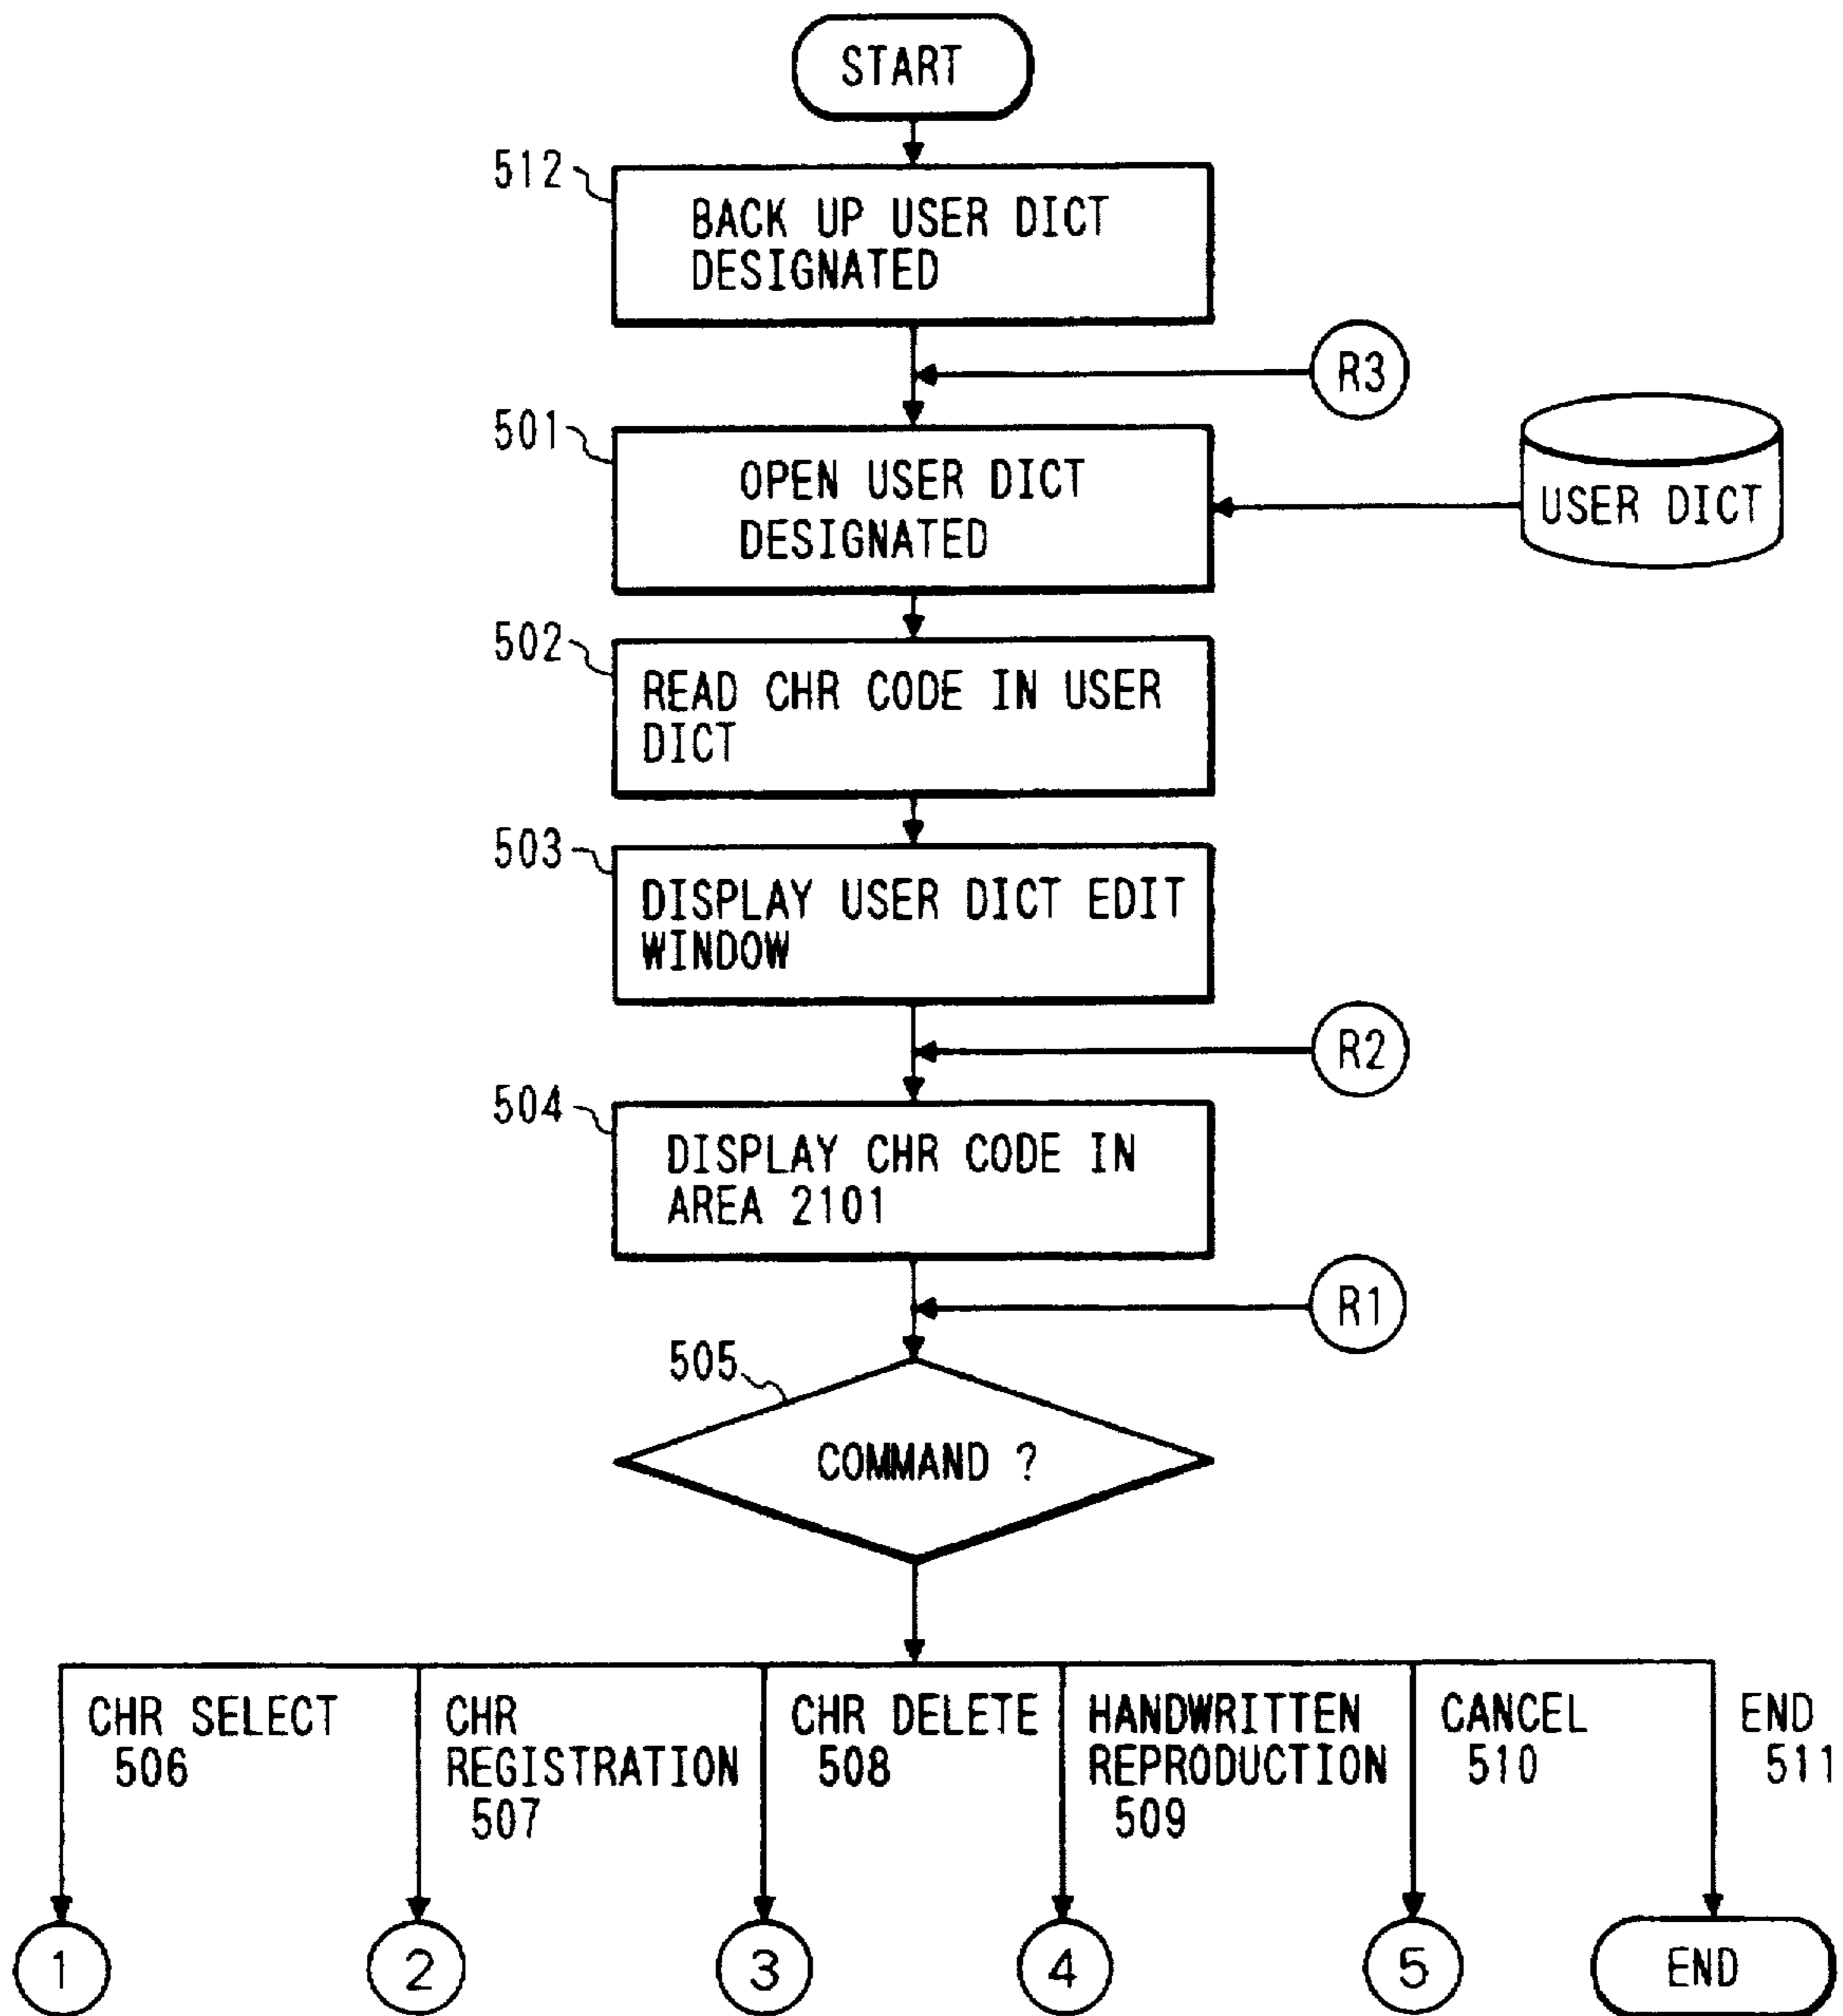 START
512
BACK UP USER DICT
DESIGNATED
R3
501
OPEN USER DICT
DESIGNATED
USER DICT
502
READ CHR CODE IN USER
DICT
503
DISPLAY USER DICT EDIT
WINDOW
R2
504
DISPLAY CHR CODE IN
AREA 2101
R1
505
COMMAND ?
CHR SELECT
506
CHR
REGISTRATION
507
CHR DELETE
508
HANDWRITTEN
REPRODUCTION
509
CANCEL
510
END
511
1
2
3
4
5
END